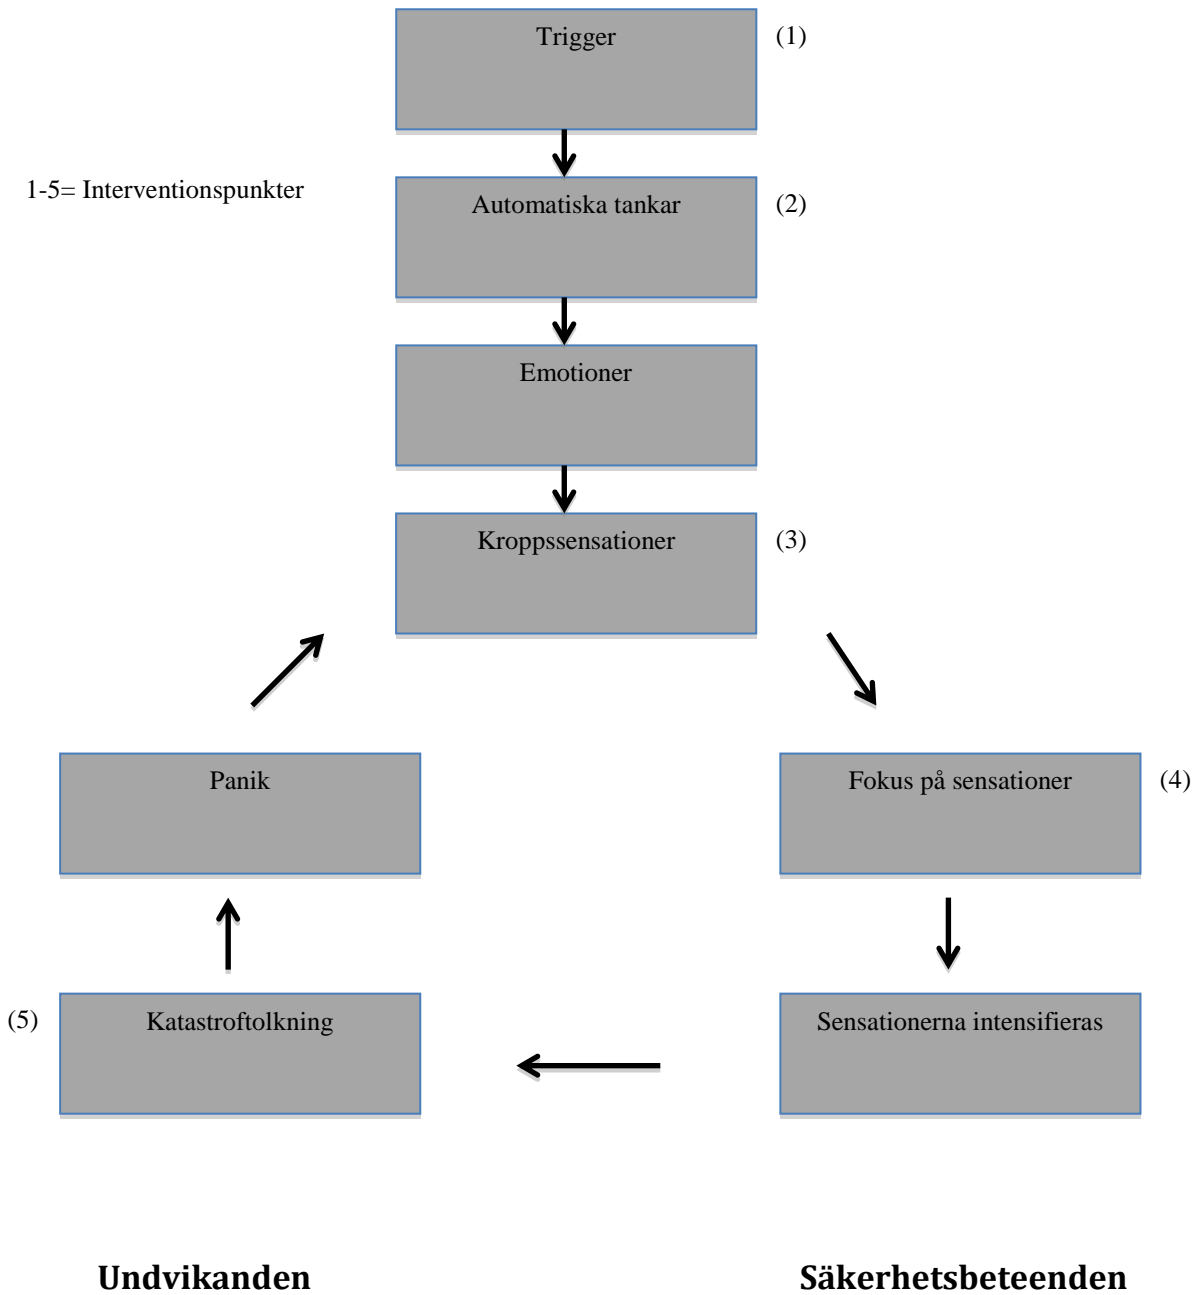 Trigger (1)
1-5= Interventionspunkter
Automatiska tankar (2)
Emotioner
Kroppssensationer (3)
Panik
Fokus på sensationer (4)
(5) Katastroftolkning
Sensationerna intensifieras
Undvikanden
Säkerhetsbeteenden